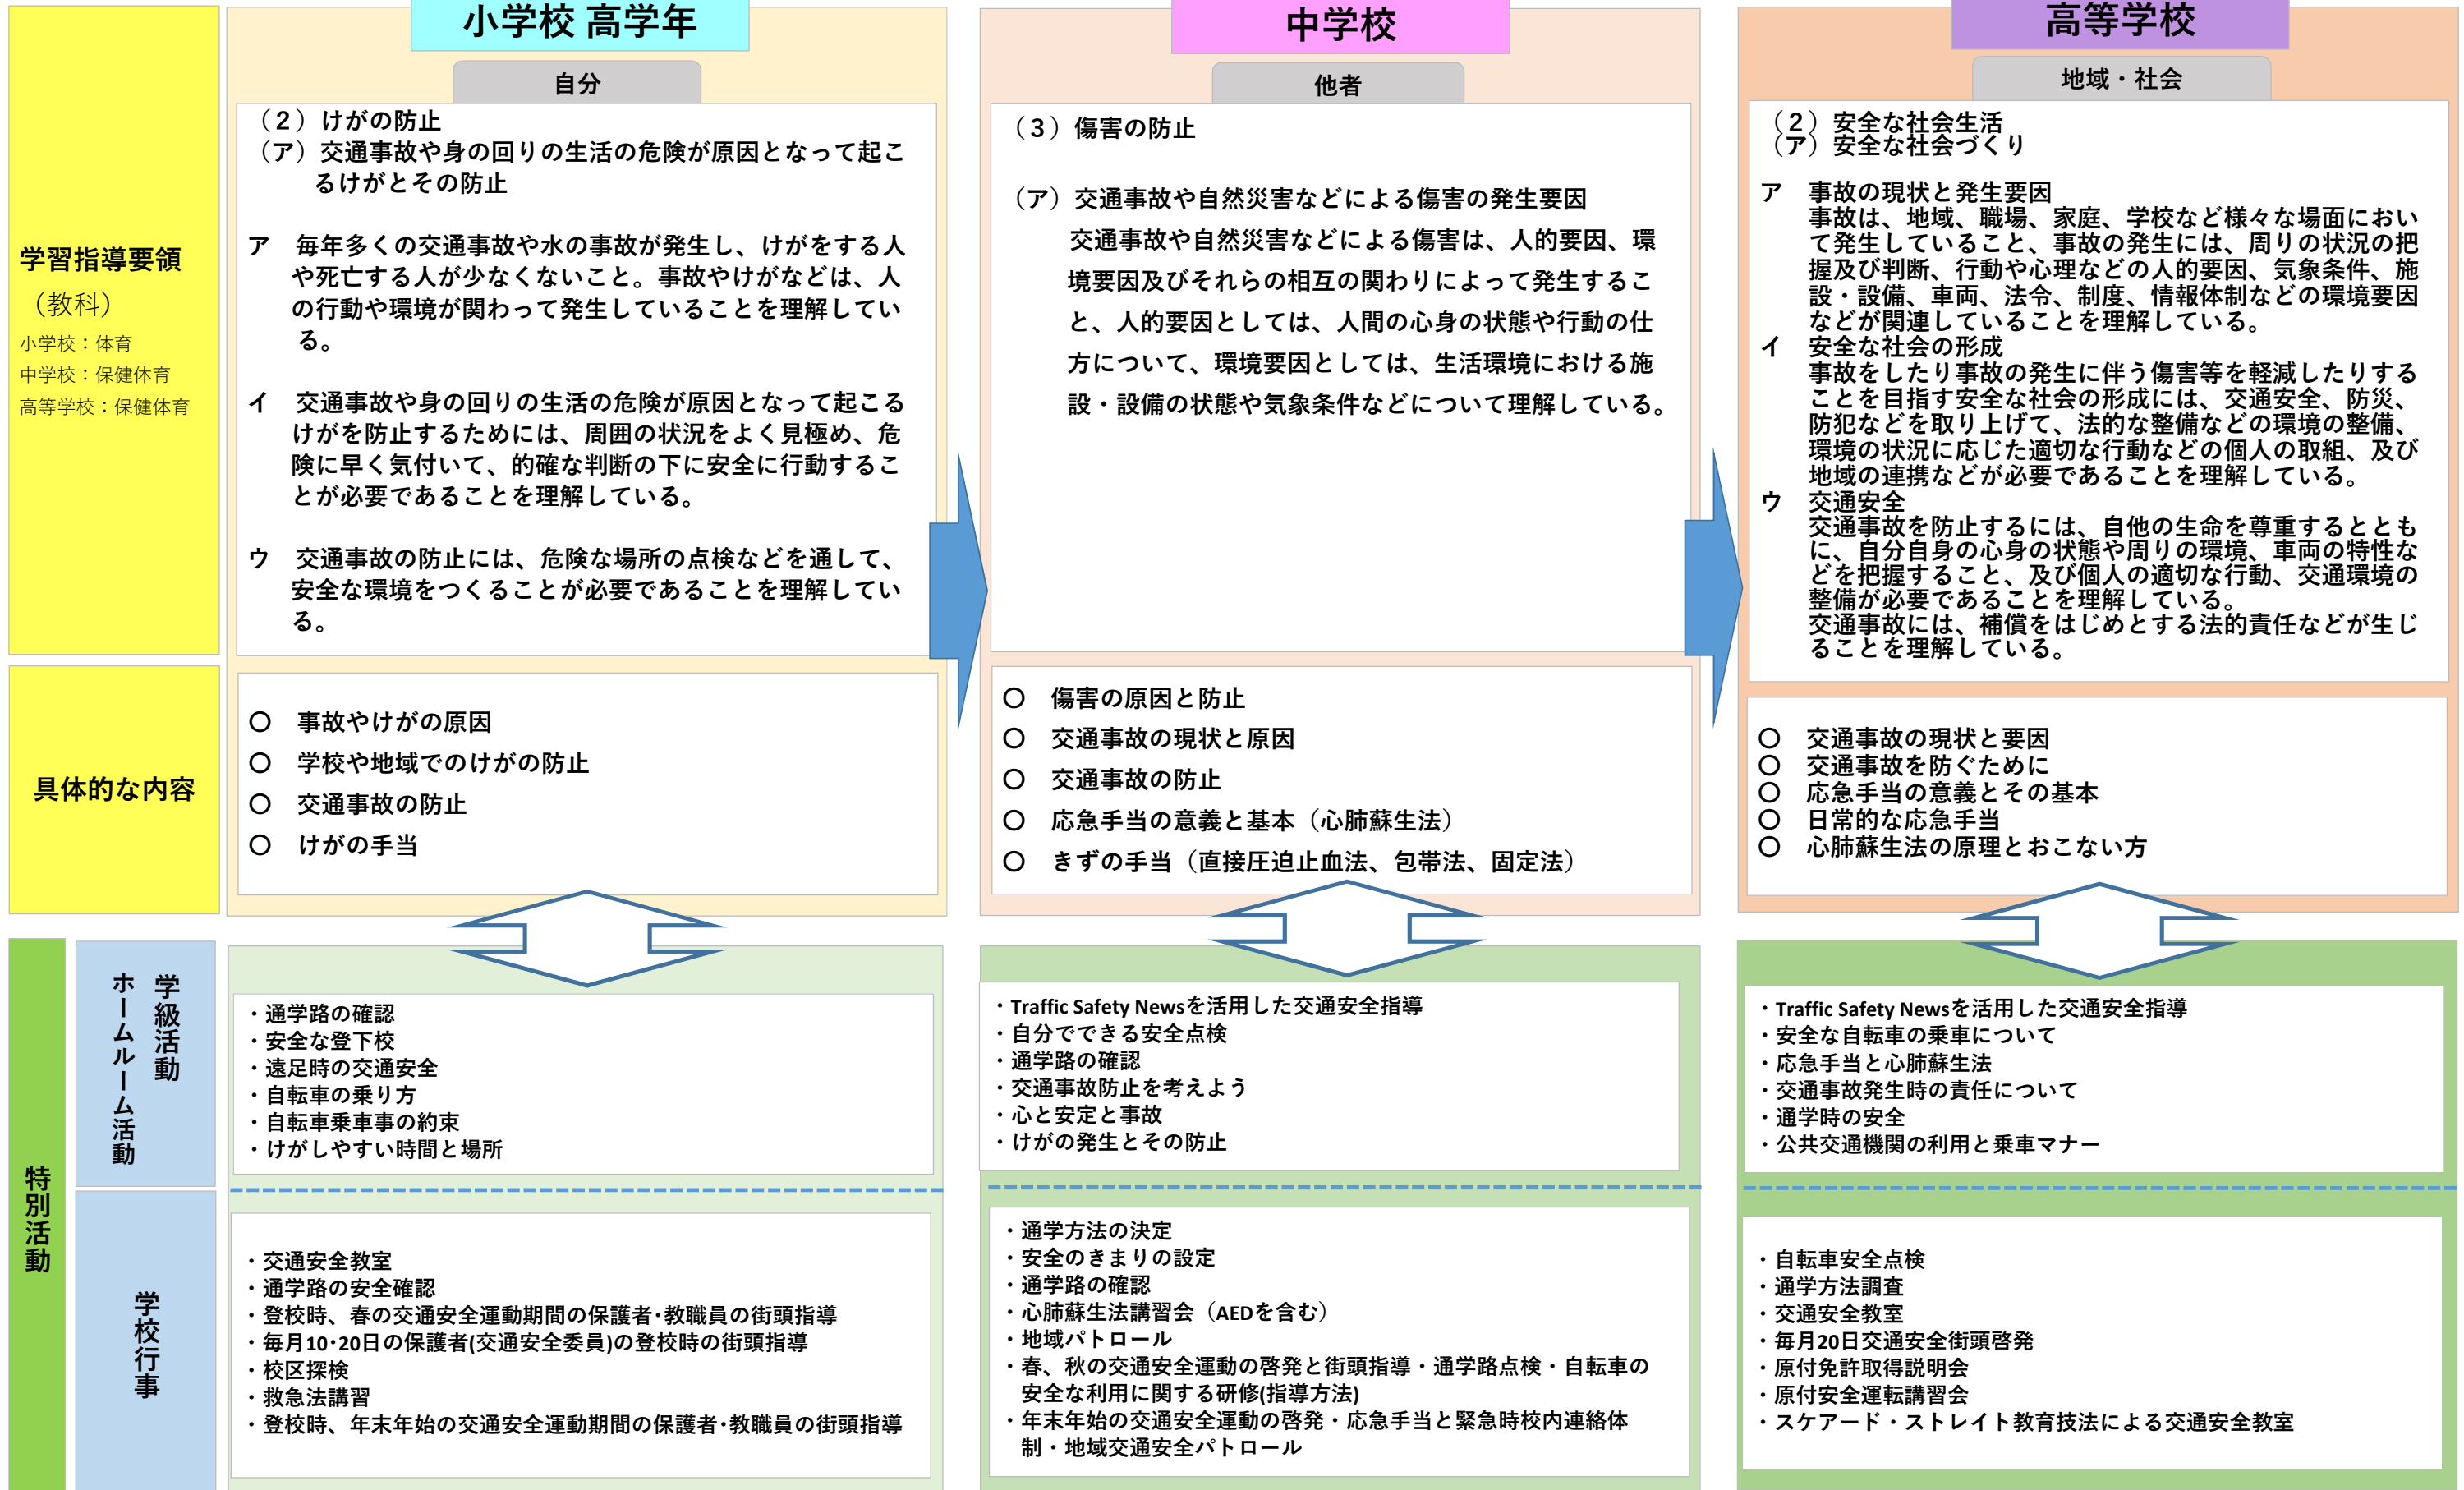 小学校 高学年
中学校
高等学校
自分
他者
地域・社会
学習指導要領
（教科）
小学校：体育
中学校：保健体育
高等学校：保健体育
（２）けがの防止
（ア）交通事故や身の回りの生活の危険が原因となって起こ
るけがとその防止
ア　毎年多くの交通事故や水の事故が発生し、けがをする人
や死亡する人が少なくないこと。事故やけがなどは、人
の行動や環境が関わって発生していることを理解してい
る。
イ　交通事故や身の回りの生活の危険が原因となって起こる
けがを防止するためには、周囲の状況をよく見極め、危
険に早く気付いて、的確な判断の下に安全に行動するこ
とが必要であることを理解している。
ウ　交通事故の防止には、危険な場所の点検などを通して、
安全な環境をつくることが必要であることを理解してい
る。
（３）傷害の防止
（ア）交通事故や自然災害などによる傷害の発生要因
交通事故や自然災害などによる傷害は、人的要因、環
境要因及びそれらの相互の関わりによって発生するこ
と、人的要因としては、人間の心身の状態や行動の仕
方について、環境要因としては、生活環境における施
設・設備の状態や気象条件などについて理解している。
（２）安全な社会生活
（ア）安全な社会づくり
ア　事故の現状と発生要因
事故は、地域、職場、家庭、学校など様々な場面におい
て発生していること、事故の発生には、周りの状況の把
握及び判断、行動や心理などの人的要因、気象条件、施
設・設備、車両、法令、制度、情報体制などの環境要因
などが関連していることを理解している。
イ　安全な社会の形成
事故をしたり事故の発生に伴う傷害等を軽減したりする
ことを目指す安全な社会の形成には、交通安全、防災、
防犯などを取り上げて、法的な整備などの環境の整備、
環境の状況に応じた適切な行動などの個人の取組、及び
地域の連携などが必要であることを理解している。
ウ　交通安全
交通事故を防止するには、自他の生命を尊重するととも
に、自分自身の心身の状態や周りの環境、車両の特性な
どを把握すること、及び個人の適切な行動、交通環境の
整備が必要であることを理解している。
交通事故には、補償をはじめとする法的責任などが生じ
ることを理解している。
具体的な内容
○　事故やけがの原因
○　学校や地域でのけがの防止
○　交通事故の防止
○　けがの手当
○　傷害の原因と防止
○　交通事故の現状と原因
○　交通事故の防止
○　応急手当の意義と基本（心肺蘇生法）
○　きずの手当（直接圧迫止血法、包帯法、固定法）
○　交通事故の現状と要因
○　交通事故を防ぐために
○　応急手当の意義とその基本
○　日常的な応急手当
○　心肺蘇生法の原理とおこない方
特別活動
学級活動
ホームルーム活動
・通学路の確認
・安全な登下校
・遠足時の交通安全
・自転車の乗り方
・自転車乗車事の約束
・けがしやすい時間と場所
・Traffic Safety Newsを活用した交通安全指導
・自分でできる安全点検
・通学路の確認
・交通事故防止を考えよう
・心と安定と事故
・けがの発生とその防止
・Traffic Safety Newsを活用した交通安全指導
・安全な自転車の乗車について
・応急手当と心肺蘇生法
・交通事故発生時の責任について
・通学時の安全
・公共交通機関の利用と乗車マナー
学校行事
・交通安全教室
・通学路の安全確認
・登校時、春の交通安全運動期間の保護者･教職員の街頭指導
・毎月10･20日の保護者(交通安全委員)の登校時の街頭指導
・校区探検
・救急法講習
・登校時、年末年始の交通安全運動期間の保護者･教職員の街頭指導
・通学方法の決定
・安全のきまりの設定
・通学路の確認
・心肺蘇生法講習会（AEDを含む）
・地域パトロール
・春、秋の交通安全運動の啓発と街頭指導・通学路点検・自転車の
安全な利用に関する研修(指導方法)
・年末年始の交通安全運動の啓発・応急手当と緊急時校内連絡体
制・地域交通安全パトロール
・自転車安全点検
・通学方法調査
・交通安全教室
・毎月20日交通安全街頭啓発
・原付免許取得説明会
・原付安全運転講習会
・スケアード・ストレイト教育技法による交通安全教室